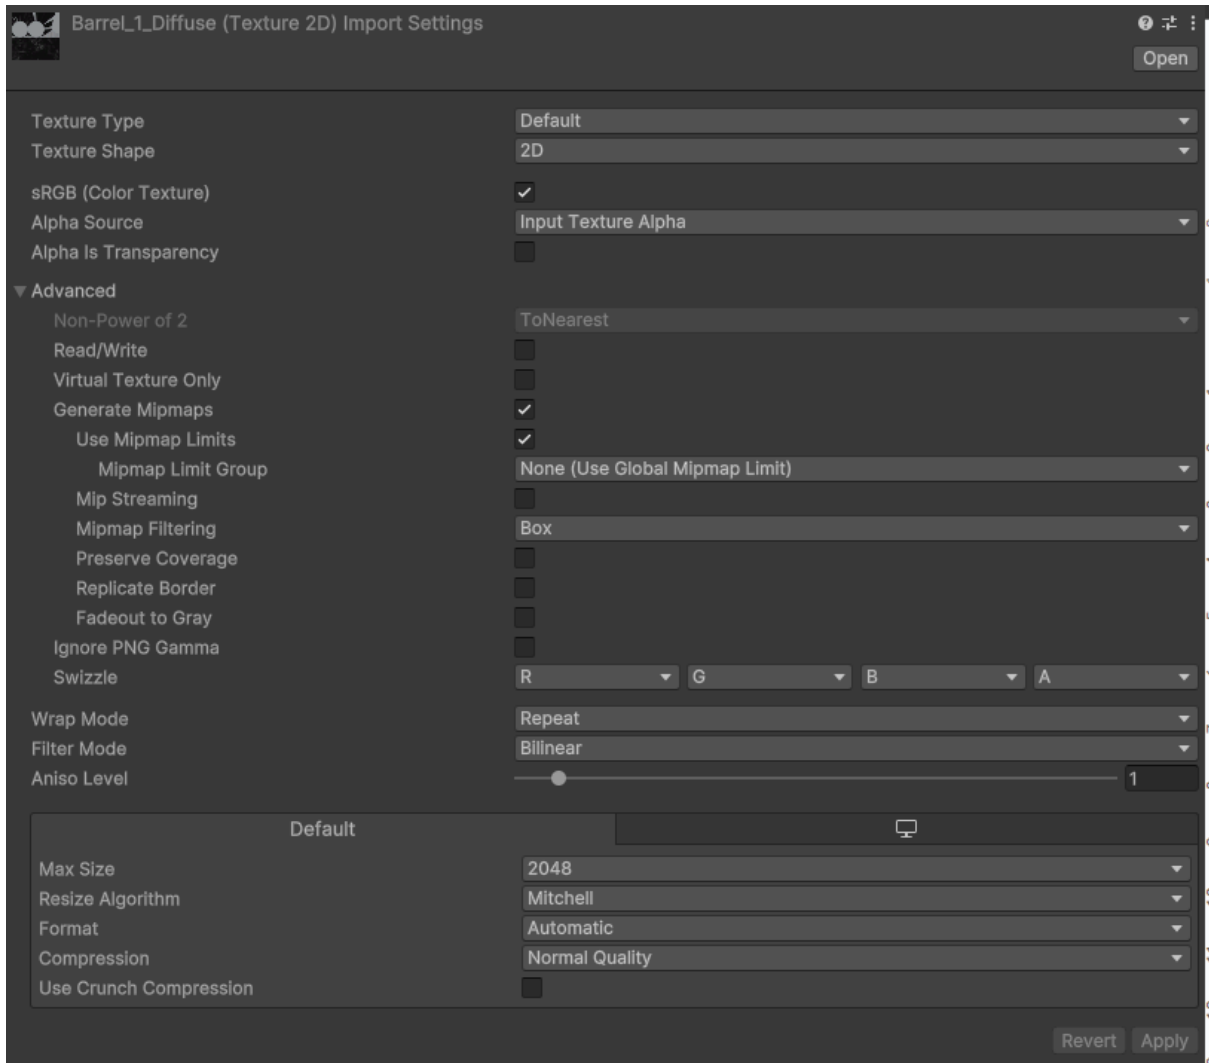 Barrel_1_Diffuse (Texture 2D) Import Settings
Open
Texture Type Default
Texture Shape 2D
sRGB (Color Texture)
Alpha Source Input Texture Alpha
Alpha Is Transparency
Advanced
Non-Power of 2 ToNearest
Read/Write
Virtual Texture Only
Generate Mipmaps
Use Mipmap Limits
Mipmap Limit Group None (Use Global Mipmap Limit)
Mip Streaming
Mipmap Filtering Box
Preserve Coverage
Replicate Border
Fadeout to Gray
Ignore PNG Gamma
Swizzle R G B A
Wrap Mode Repeat
Filter Mode Bilinear
Aniso Level 1
Default
Max Size 2048
Resize Algorithm Mitchell
Format Automatic
Compression Normal Quality
Use Crunch Compression
Revert Apply